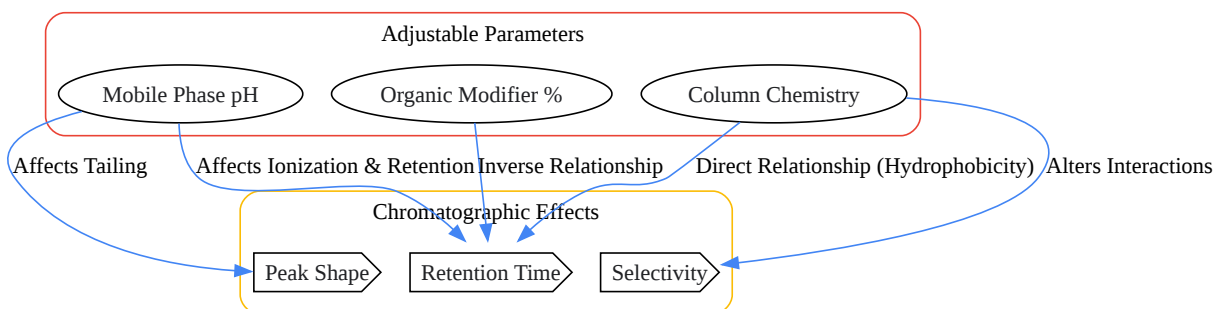 Adjustable Parameters
Mobile Phase pH
Organic Modifier %
Column Chemistry
Affects Tailing
Affects Ionization & Retention
Inverse Relationship
Direct Relationship (Hydrophobicity)
Alters Interactions
Chromatographic Effects
Peak Shape
Retention Time
Selectivity